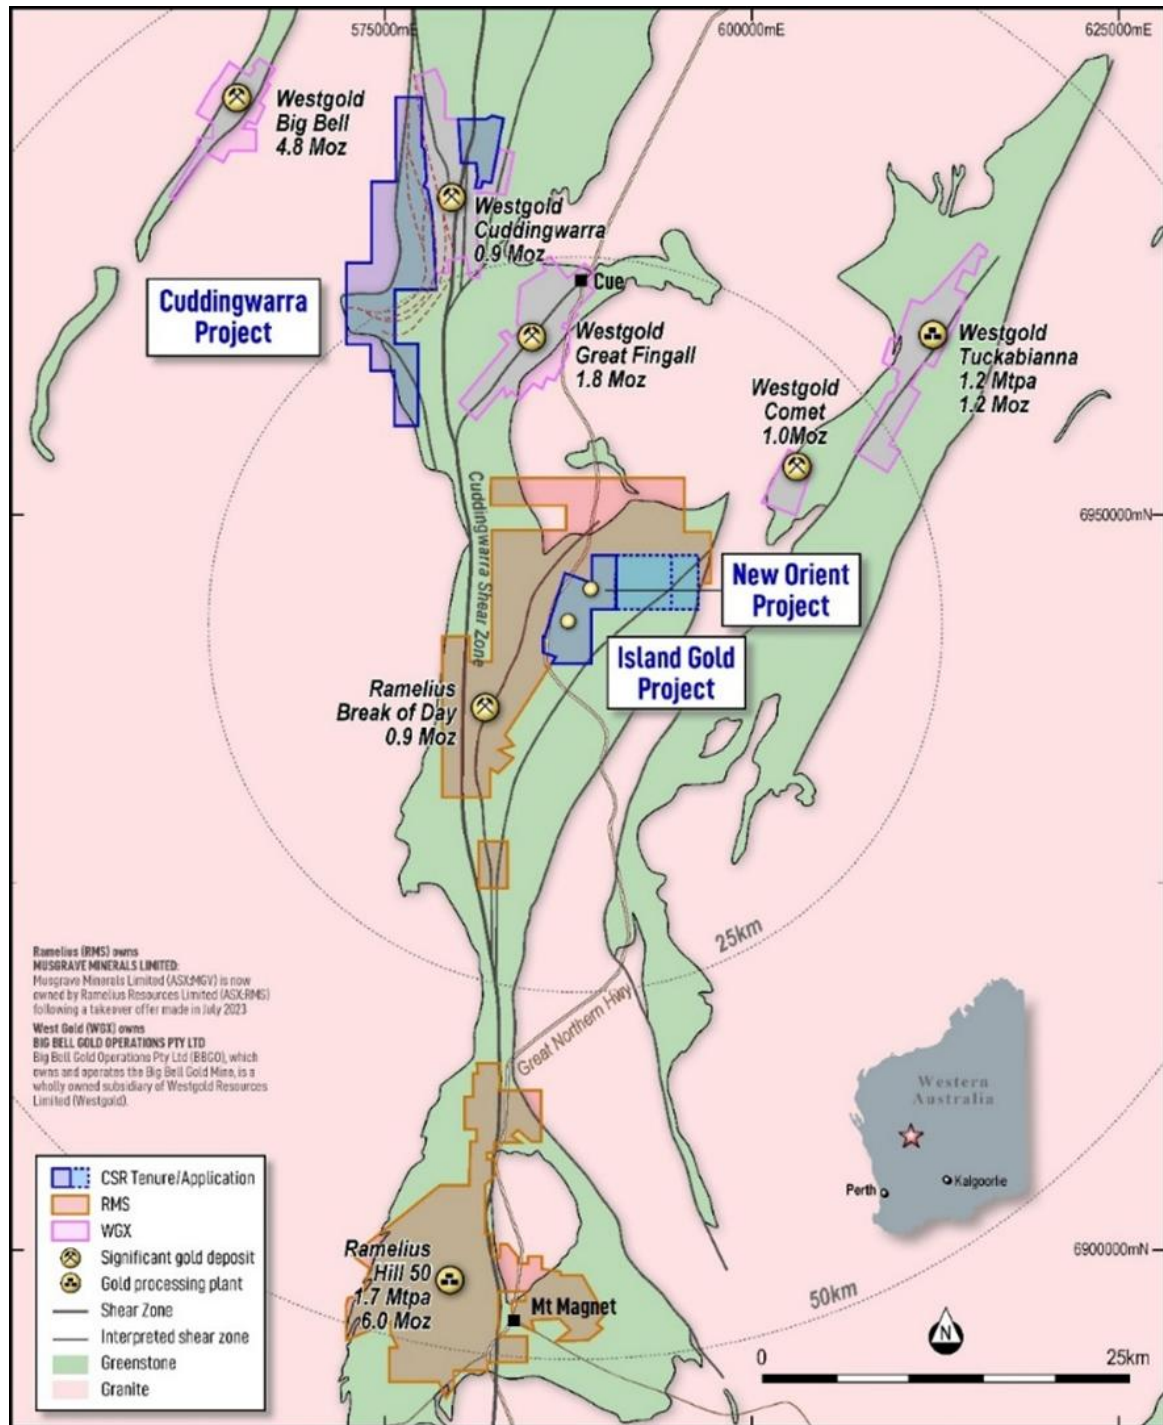 575000mE
600000mE
625000mE
Westgold
Big Bell
4.8 Moz
Westgold
Cuddingwarra
0.9 Moz
Cuddingwarra
Project
Cue
Westgold
Great Fingall
1.8 Moz
Westgold
Tuckabianna
1.2 Mtpa
1.2 Moz
Westgold
Comet
1.0Moz
Cuddingwarra Shear Zone
6950000mN
New Orient
Project
Island Gold
Project
Ramelius
Break of Day
0.9 Moz
25km
Great Northern Hwy
Ramelius (RMS) owns
MUSGRAVE MINERALS LIMITED:
Musgrave Minerals Limited (ASX:MGV) is now
owned by Ramelius Resources Limited (ASX:RMS)
following a takeover offer made in July 2023
West Gold (WGX) owns
BIG BELL GOLD OPERATIONS PTY LTD
Big Bell Gold Operations Pty Ltd (BBGO), which
owns and operates the Big Bell Gold Mine, is a
wholly owned subsidiary of Westgold Resources
Limited (Westgold).
Western
Australia
Perth
Kalgoorlie
CSR Tenure/Application
RMS
WGX
Significant gold deposit
Gold processing plant
Shear Zone
Interpreted shear zone
Greenstone
Granite
Ramelius
Hill 50
1.7 Mtpa
6.0 Moz
Mt Magnet
6900000mN
50km
N
0
25km